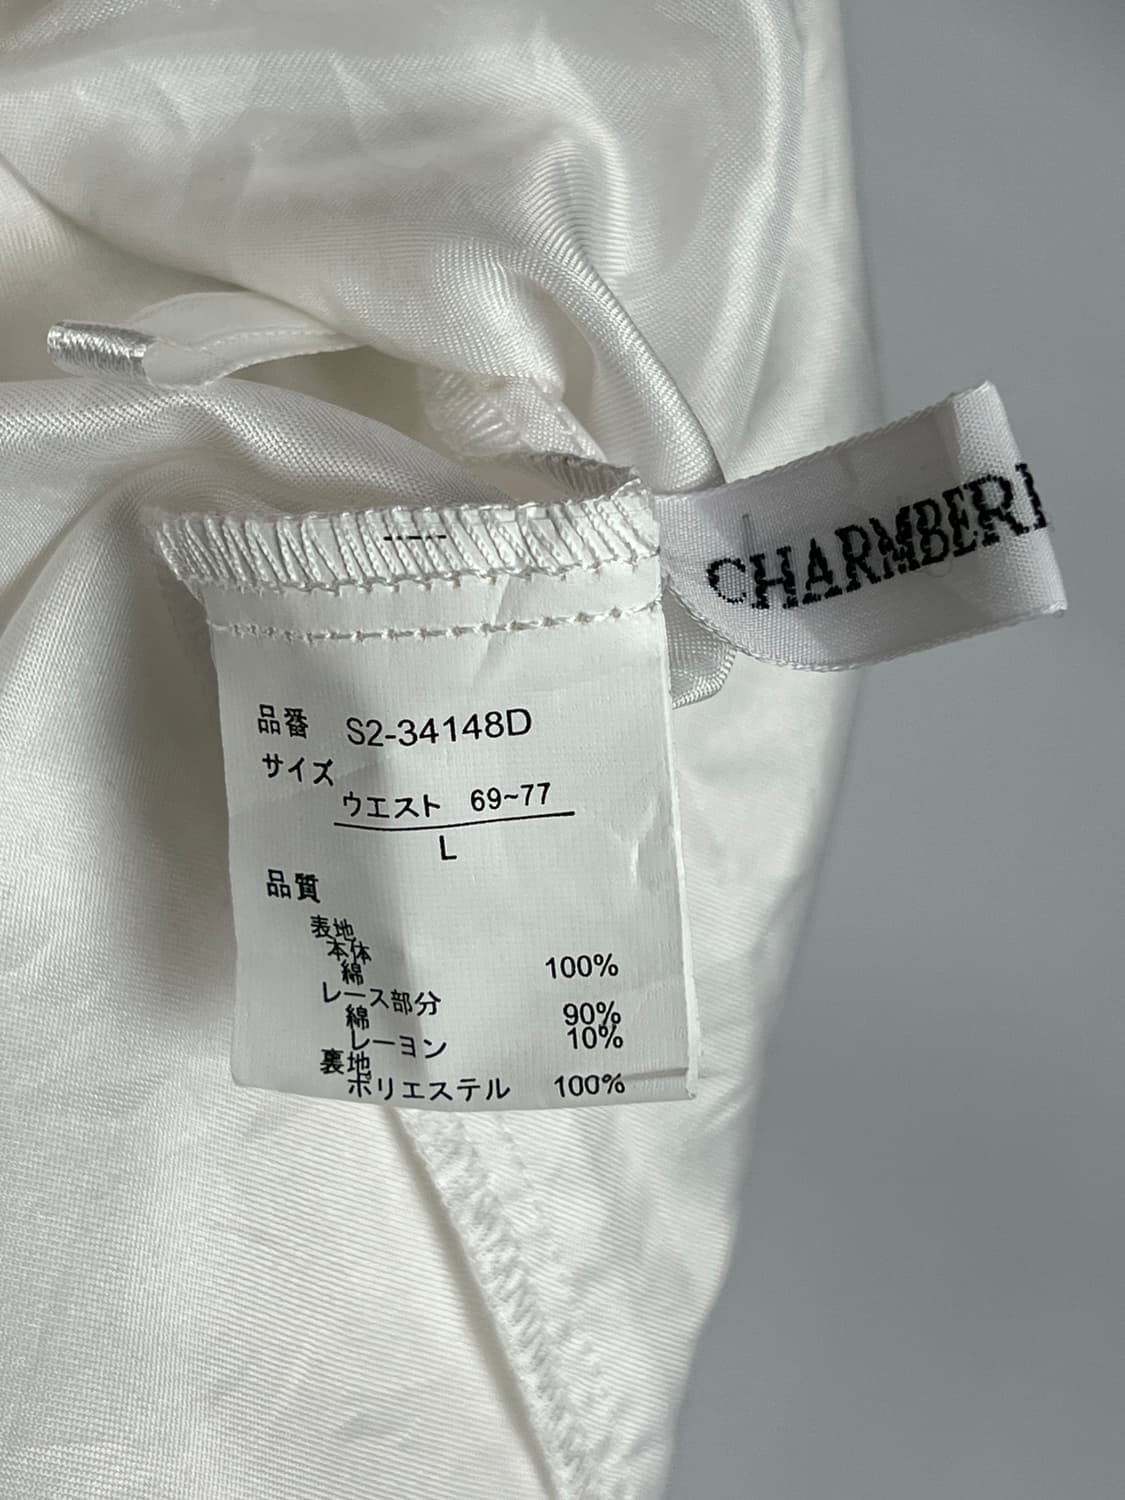 CHARMBER
品番 S2-34148D
サイズ
ウエスト 69~77
L
品質
表地
本体
綿 100%
レース部分
綿 90%
レーヨン 10%
裏地
ポリエステル 100%